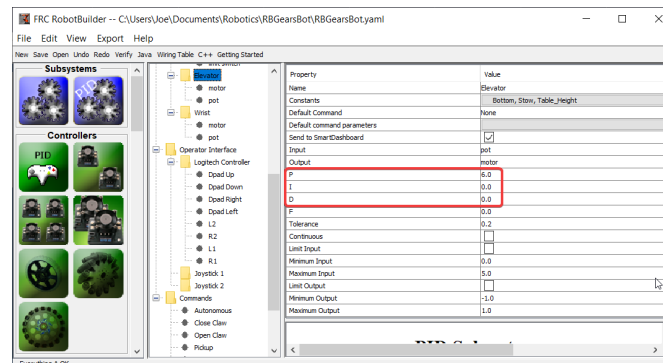 FRC RobotBuilder -- C:\Users\Joe\Documents\Robotics\RBGearsBot\RBGearsBot.yaml
File Edit View Export Help
New Save Open Undo Redo Verify Java Wiring Table C++ Getting Started
Subsystems
PID
Controllers
PID
Elevator
motor
pot
Wrist
motor
pot
Operator Interface
Logitech Controller
Dpad Up
Dpad Down
Dpad Right
Dpad Left
L2
R2
L1
R1
Joystick 1
Joystick 2
Commands
Autonomous
Close Claw
Open Claw
Pickup
Property Value
Name Elevator
Constants Bottom, Stow, Table_Height
Default Command None
Default command parameters
Send to SmartDashboard
Input pot
Output motor
P 6.0
I 0.0
D 0.0
F 0.0
Tolerance 0.2
Continuous
Limit Input
Minimum Input 0.0
Maximum Input 5.0
Limit Output
Minimum Output -1.0
Maximum Output 1.0